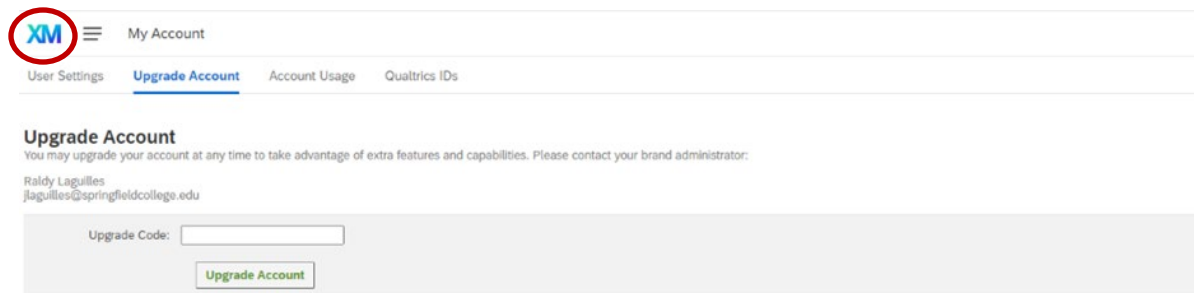 XM My Account
User Settings Upgrade Account Account Usage Qualtrics IDs
Upgrade Account
You may upgrade your account at any time to take advantage of extra features and capabilities. Please contact your brand administrator:
Raldy Laguilles
jlaguilles@springfieldcollege.edu
Upgrade Code:
Upgrade Account